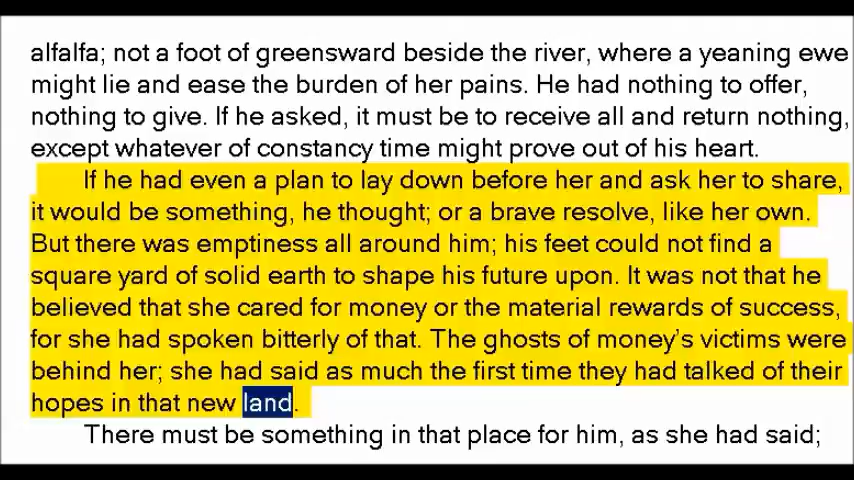 alfalfa; not a foot of greensward beside the river, where a yeaning ewe
might lie and ease the burden of her pains. He had nothing to offer,
nothing to give. If he asked, it must be to receive all and return nothing,
except whatever of constancy time might prove out of his heart.
If he had even a plan to lay down before her and ask her to share,
it would be something, he thought; or a brave resolve, like her own.
But there was emptiness all around him; his feet could not find a
square yard of solid earth to shape his future upon. It was not that he
believed that she cared for money or the material rewards of success,
for she had spoken bitterly of that. The ghosts of money’s victims were
behind her; she had said as much the first time they had talked of their
hopes in that new land.
There must be something in that place for him, as she had said;